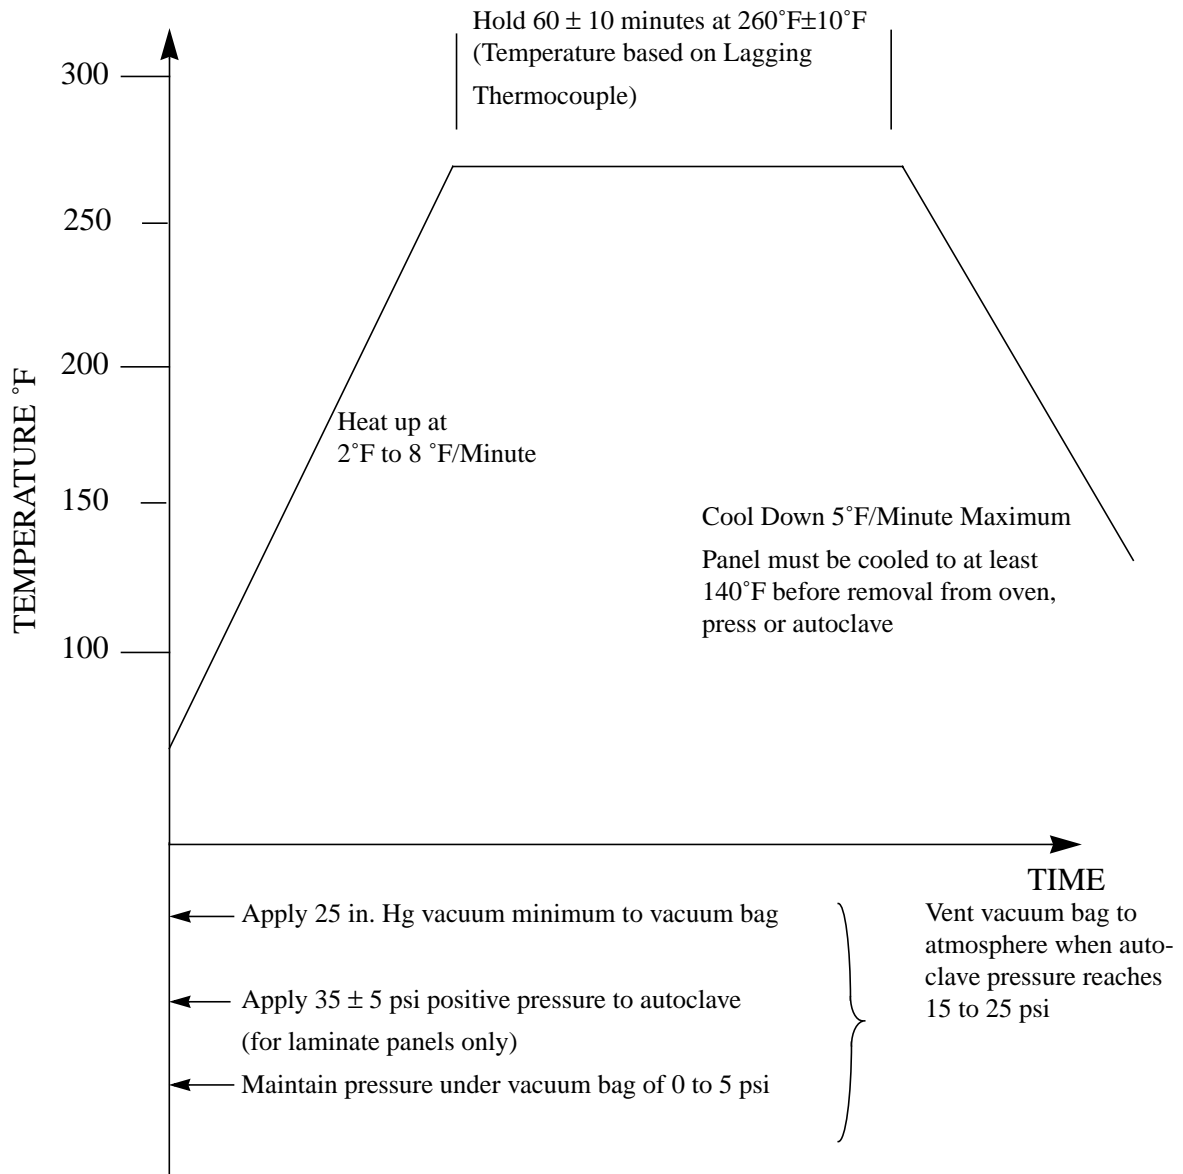 Hold 60 ± 10 minutes at 260˚F±10˚F
(Temperature based on Lagging
Thermocouple)
300
250
200
150
100
TEMPERATURE ˚F
Heat up at
2˚F to 8 ˚F/Minute
Cool Down 5˚F/Minute Maximum
Panel must be cooled to at least
140˚F before removal from oven,
press or autoclave
TIME
Apply 25 in. Hg vacuum minimum to vacuum bag
Apply 35 ± 5 psi positive pressure to autoclave
(for laminate panels only)
Maintain pressure under vacuum bag of 0 to 5 psi
Vent vacuum bag to
atmosphere when auto-
clave pressure reaches
15 to 25 psi